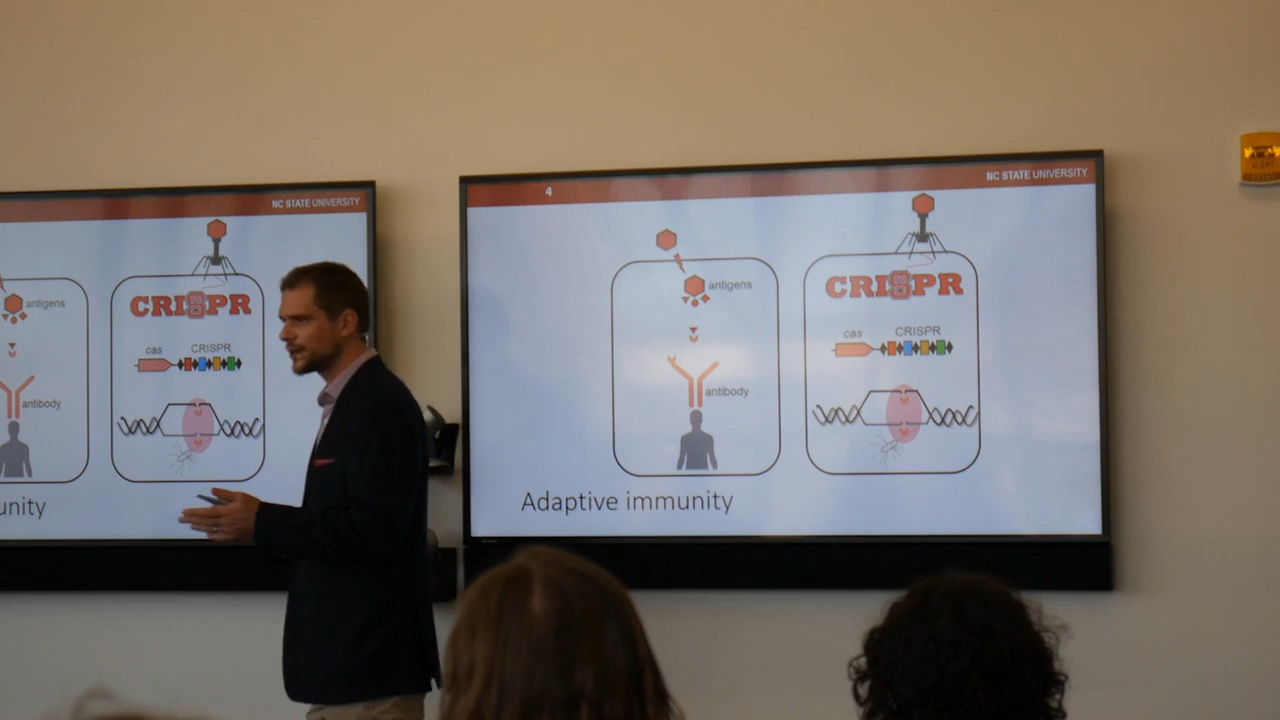 NC STATE UNIVERSITY
CRISPR
antigens
cas CRISPR
antibody
unity
4
NC STATE UNIVERSITY
antigens
CRISPR
cas CRISPR
antibody
Adaptive immunity
ALERT